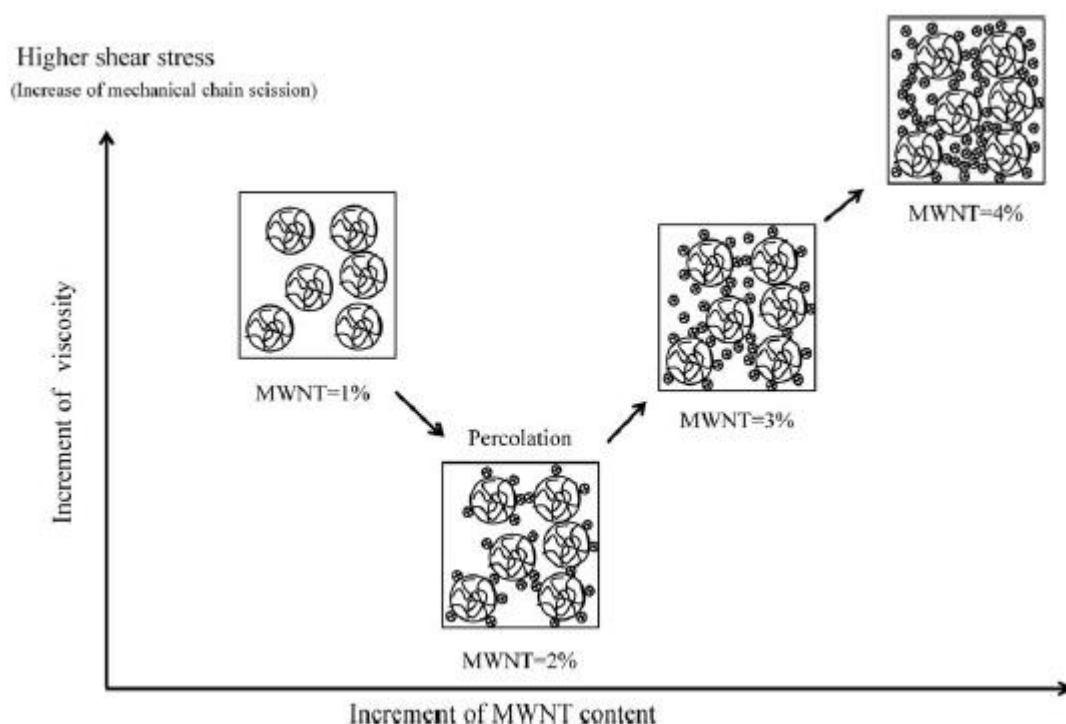 Higher shear stress
(Increase of mechanical chain scission)
MWNT=4%
MWNT=1%
MWNT=3%
Percolation
MWNT=2%
Increment of viscosity
Increment of MWNT content